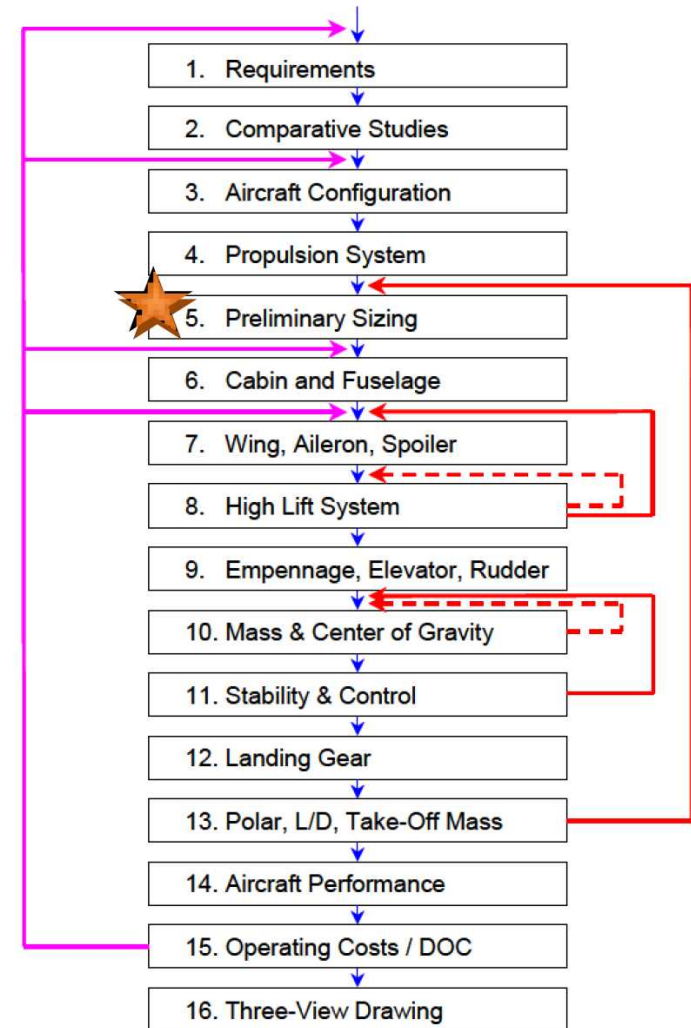 1. Requirements
2. Comparative Studies
3. Aircraft Configuration
4. Propulsion System
5. Preliminary Sizing
6. Cabin and Fuselage
7. Wing, Aileron, Spoiler
8. High Lift System
9. Empennage, Elevator, Rudder
10. Mass & Center of Gravity
11. Stability & Control
12. Landing Gear
13. Polar, L/D, Take-Off Mass
14. Aircraft Performance
15. Operating Costs / DOC
16. Three-View Drawing